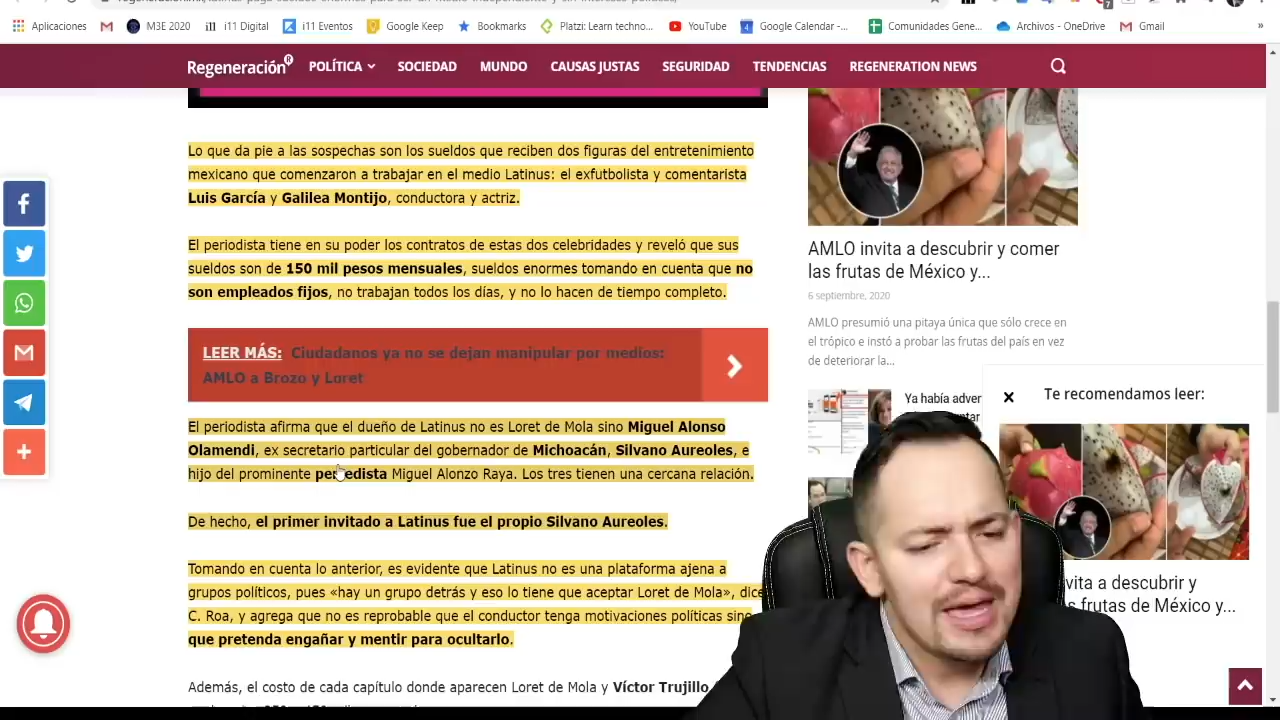 Aplicaciones
M3E 2020
i11 Digital
i11 Eventos
Google Keep
Bookmarks
Platzi: Learn techno...
YouTube
Google Calendar -...
Comunidades Gene...
Archivos – OneDrive
Gmail
»
Regeneración®
POLÍTICA
SOCIEDAD
MUNDO
CAUSAS JUSTAS
SEGURIDAD
TENDENCIAS
REGENERATION NEWS
Lo que da pie a las sospechas son los sueldos que reciben dos figuras del entretenimiento
mexicano que comenzaron a trabajar en el medio Latinus: el exfutbolista y comentarista
Luis García y Galilea Montijo, conductora y actriz.
El periodista tiene en su poder los contratos de estas dos celebridades y reveló que sus
sueldos son de 150 mil pesos mensuales, sueldos enormes tomando en cuenta que no
son empleados fijos, no trabajan todos los días, y no lo hacen de tiempo completo.
LEER MÁS: Ciudadanos ya no se dejan manipular por medios:
AMLO a Brozo y Loret
El periodista afirma que el dueño de Latinus no es Loret de Mola sino Miguel Alonso
Olamendi, ex secretario particular del gobernador de Michoacán, Silvano Aureoles, e
hijo del prominente perredista Miguel Alonzo Raya. Los tres tienen una cercana relación.
De hecho, el primer invitado a Latinus fue el propio Silvano Aureoles.
Tomando en cuenta lo anterior, es evidente que Latinus no es una plataforma ajena a
grupos políticos, pues «hay un grupo detrás y eso lo tiene que aceptar Loret de Mola», dice
C. Roa, y agrega que no es reprobable que el conductor tenga motivaciones políticas sino
que pretenda engañar y mentir para ocultarlo.
Además, el costo de cada capítulo donde aparecen Loret de Mola y Víctor Trujillo
AMLO invita a descubrir y comer
las frutas de México y...
6 septiembre, 2020
AMLO presumió una pitaya única que sólo crece en
el trópico e instó a probar las frutas del país en vez
de deteriorar la...
Ya había adver
Te recomendamos leer:
vita a descubrir y
frutas de México y...